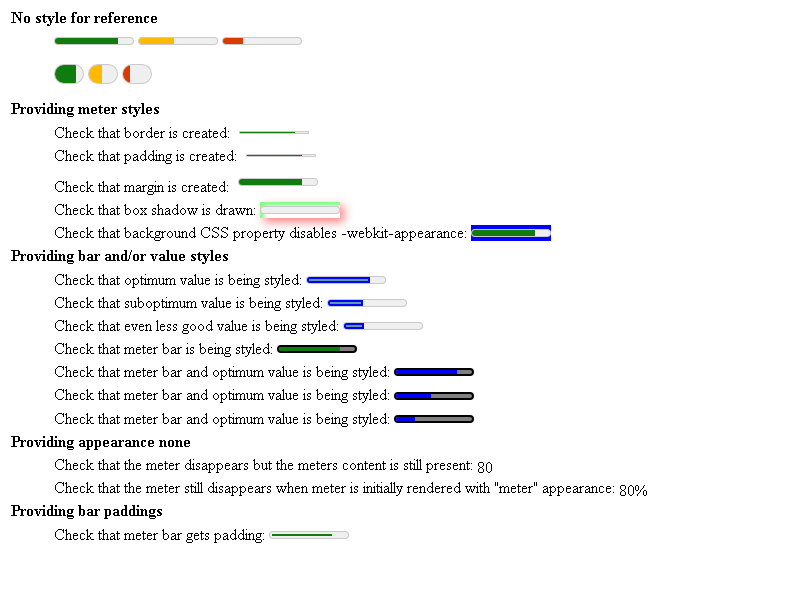 No style for reference
Providing meter styles
Check that border is created:
Check that padding is created:
Check that margin is created:
Check that box shadow is drawn:
Check that background CSS property disables -webkit-appearance:
Providing bar and/or value styles
Check that optimum value is being styled:
Check that suboptimum value is being styled:
Check that even less good value is being styled:
Check that meter bar is being styled:
Check that meter bar and optimum value is being styled:
Check that meter bar and optimum value is being styled:
Check that meter bar and optimum value is being styled:
Providing appearance none
Check that the meter disappears but the meters content is still present: 80
Check that the meter still disappears when meter is initially rendered with "meter" appearance: 80%
Providing bar paddings
Check that meter bar gets padding: